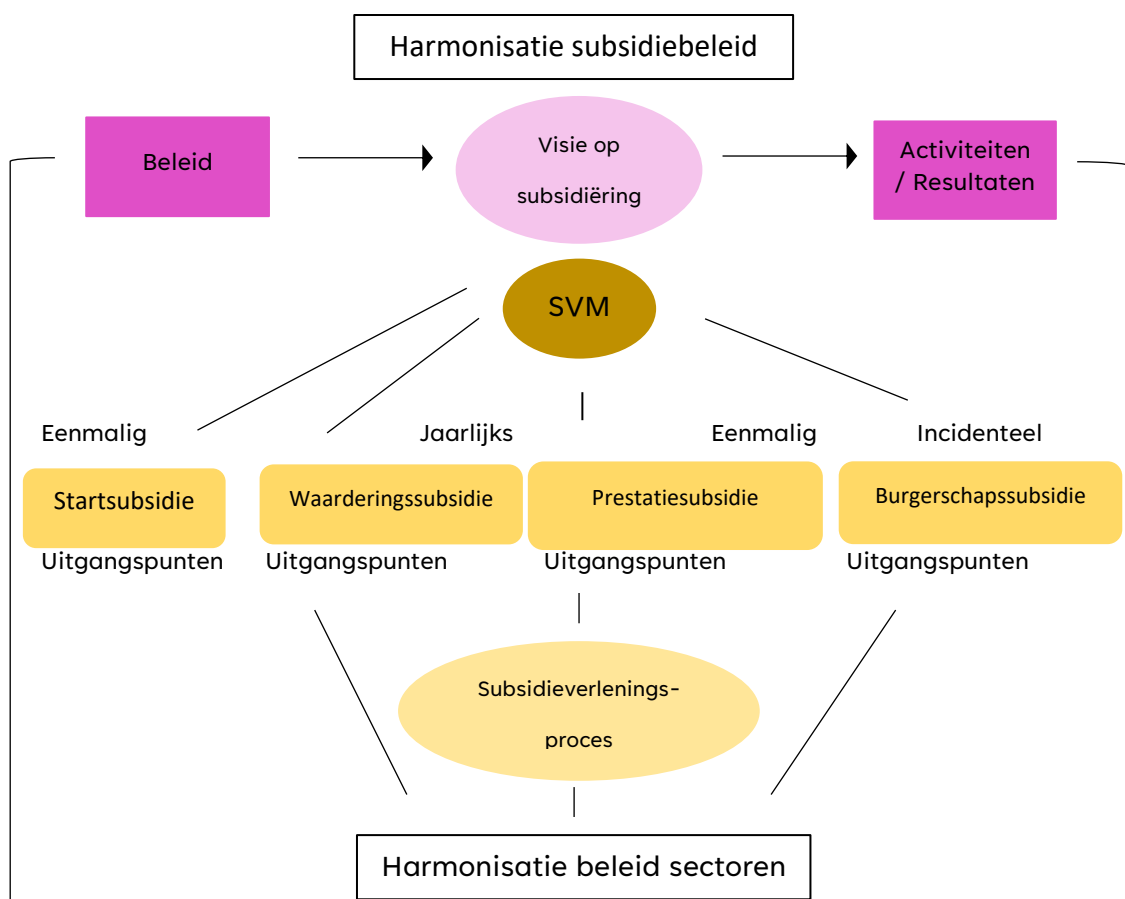 Harmonisatie subsidiebeleid
Beleid
Visie op
subsidiëring
Activiteiten
/ Resultaten
SVM
Eenmalig
Jaarlijks
Eenmalig
Incidenteel
Startsubsidie
Waarderingssubsidie
Prestatiesubsidie
Burgerschapssubsidie
Uitgangspunten
Uitgangspunten
Uitgangspunten
Uitgangspunten
Subsidieverlenings-
proces
Harmonisatie beleid sectoren